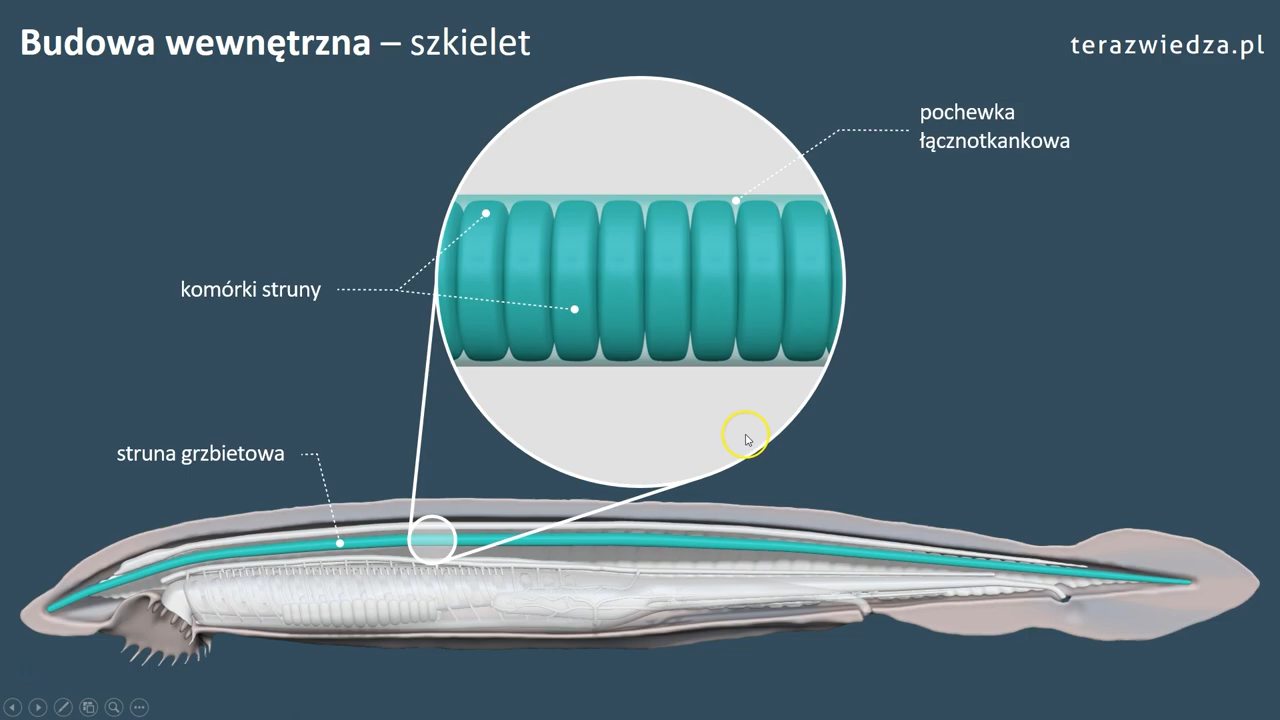 Budowa wewnętrzna – szkielet
terazwiedza.pl
pochewka
łącznotkankowa
komórki struny
struna grzbietowa